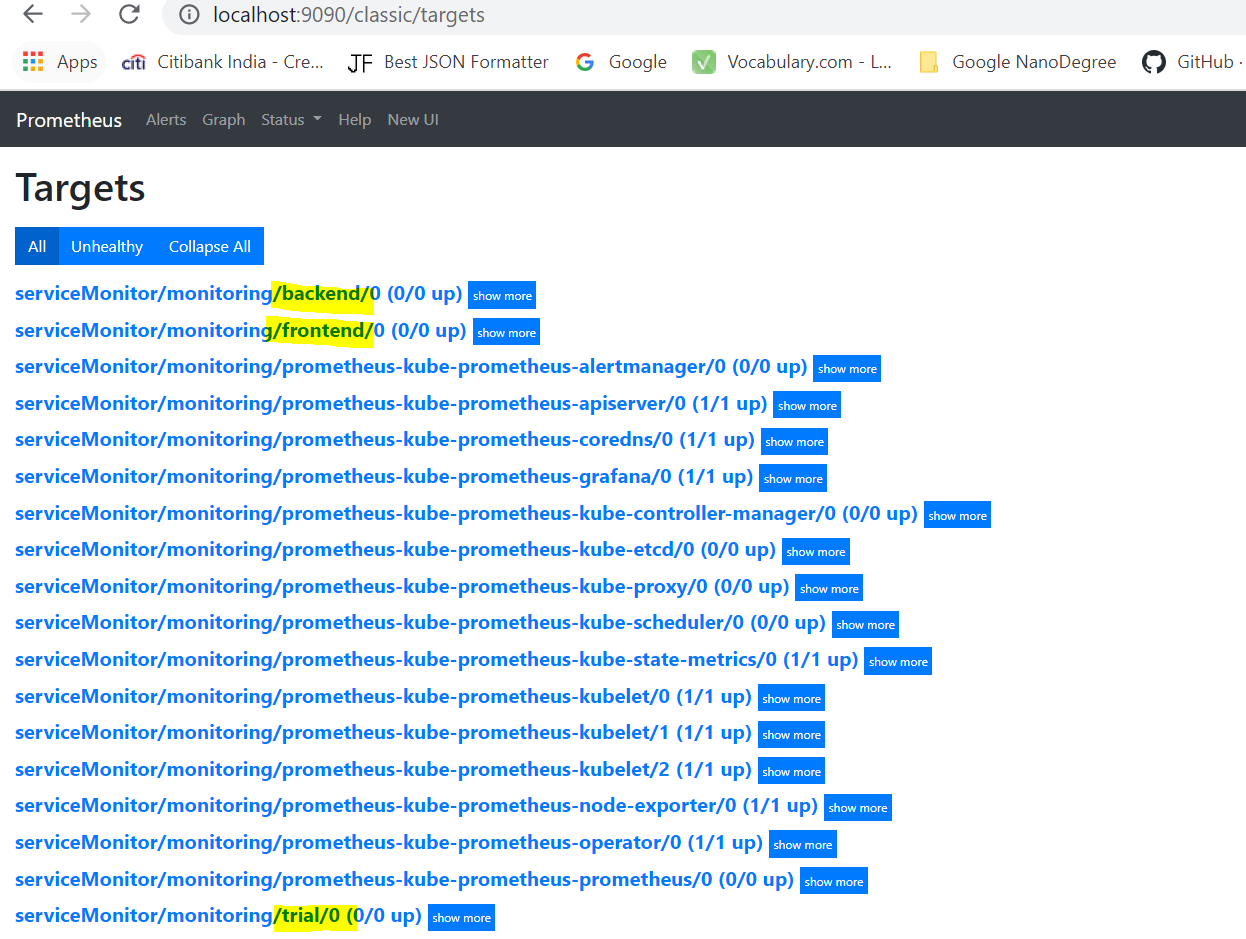 localhost:9090/classic/targets
Apps citi Citibank India - Cre... JF Best JSON Formatter G Google Vocabulary.com - L... Google NanoDegree GitHub ·
Prometheus Alerts Graph Status Help New UI
Targets
All Unhealthy Collapse All
serviceMonitor/monitoring/backend/0 (0/0 up) show more
serviceMonitor/monitoring/frontend/0 (0/0 up) show more
serviceMonitor/monitoring/prometheus-kube-prometheus-alertmanager/0 (0/0 up) show more
serviceMonitor/monitoring/prometheus-kube-prometheus-apiserver/0 (1/1 up) show more
serviceMonitor/monitoring/prometheus-kube-prometheus-coredns/0 (1/1 up) show more
serviceMonitor/monitoring/prometheus-kube-prometheus-grafana/0 (1/1 up) show more
serviceMonitor/monitoring/prometheus-kube-prometheus-kube-controller-manager/0 (0/0 up) show more
serviceMonitor/monitoring/prometheus-kube-prometheus-kube-etcd/0 (0/0 up) show more
serviceMonitor/monitoring/prometheus-kube-prometheus-kube-proxy/0 (0/0 up) show more
serviceMonitor/monitoring/prometheus-kube-prometheus-kube-scheduler/0 (0/0 up) show more
serviceMonitor/monitoring/prometheus-kube-prometheus-kube-state-metrics/0 (1/1 up) show more
serviceMonitor/monitoring/prometheus-kube-prometheus-kubelet/0 (1/1 up) show more
serviceMonitor/monitoring/prometheus-kube-prometheus-kubelet/1 (1/1 up) show more
serviceMonitor/monitoring/prometheus-kube-prometheus-kubelet/2 (1/1 up) show more
serviceMonitor/monitoring/prometheus-kube-prometheus-node-exporter/0 (1/1 up) show more
serviceMonitor/monitoring/prometheus-kube-prometheus-operator/0 (1/1 up) show more
serviceMonitor/monitoring/prometheus-kube-prometheus-prometheus/0 (0/0 up) show more
serviceMonitor/monitoring/trial/0 (0/0 up) show more